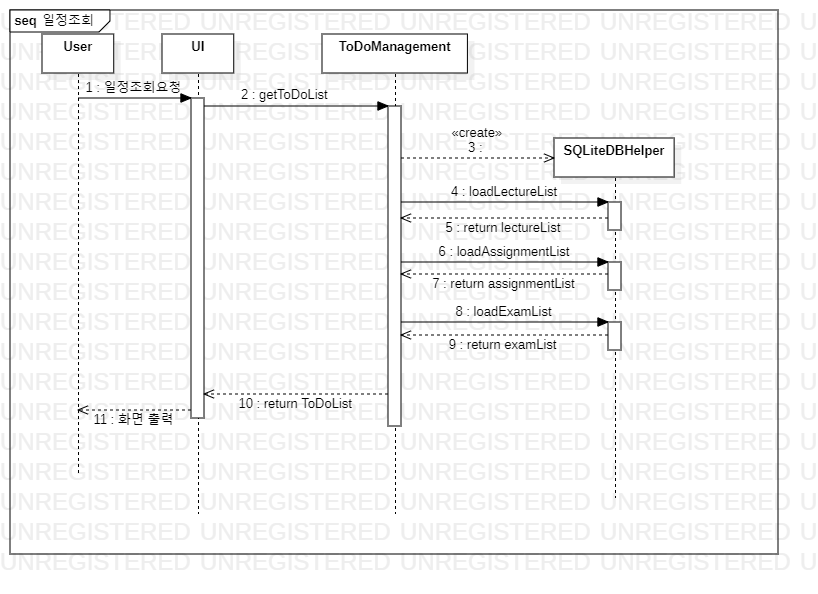 seq 일정조회
User
UI
ToDoManagement
1 : 일정조회요청
2 : getToDoList
«create»
3 :
SQLiteDBHelper
4 : loadLectureList
5 : return lectureList
6 : loadAssignmentList
7 : return assignmentList
8 : loadExamList
9 : return examList
10 : return ToDoList
11 : 화면 출력
UNREGISTERED